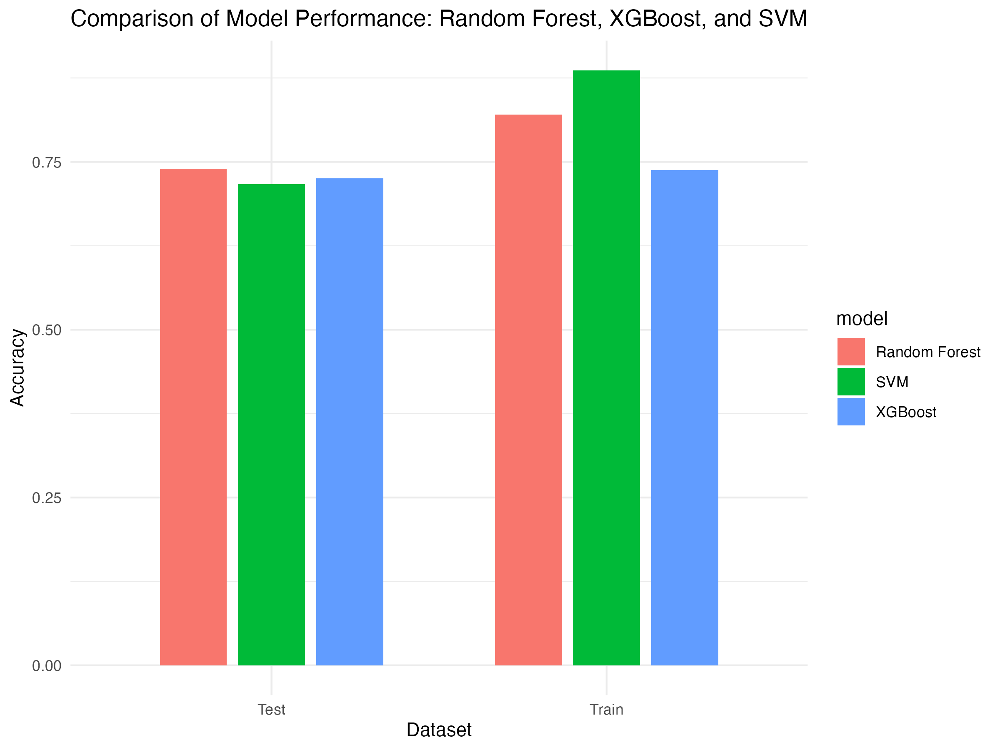 Comparison of Model Performance: Random Forest, XGBoost, and SVM
Accuracy
0.75
0.50
0.25
0.00
Test
Train
Dataset
model
Random Forest
SVM
XGBoost